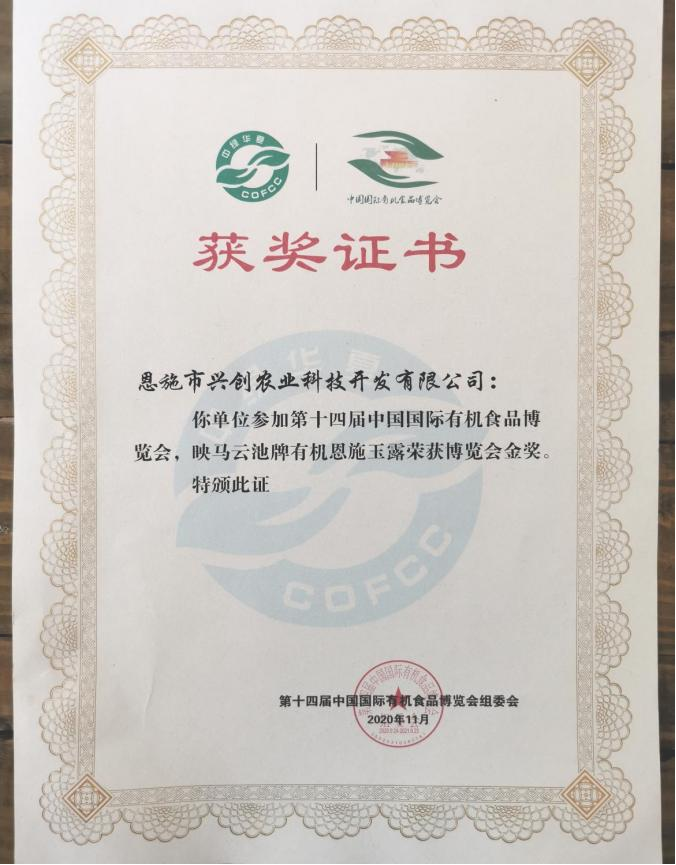 中绿华夏
COFCC
中国国际有机食品博览会
获奖证书
恩施市兴创农业科技开发有限公司：
你单位参加第十四届中国国际有机食品博
览会，映马云池牌有机恩施玉露荣获博览会金奖。
特颁此证
COFCC
第十四届中国国际有机食品博览会组委会
2020年11月